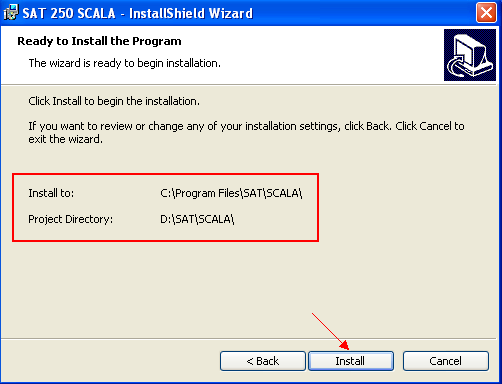 SAT 250 SCALA - InstallShield Wizard
Ready to Install the Program
The wizard is ready to begin installation.
Click Install to begin the installation.
If you want to review or change any of your installation settings, click Back. Click Cancel to
exit the wizard.
Install to: C:\Program Files\SAT\SCALA\
Project Directory: D:\SAT\SCALA\
< Back Install Cancel